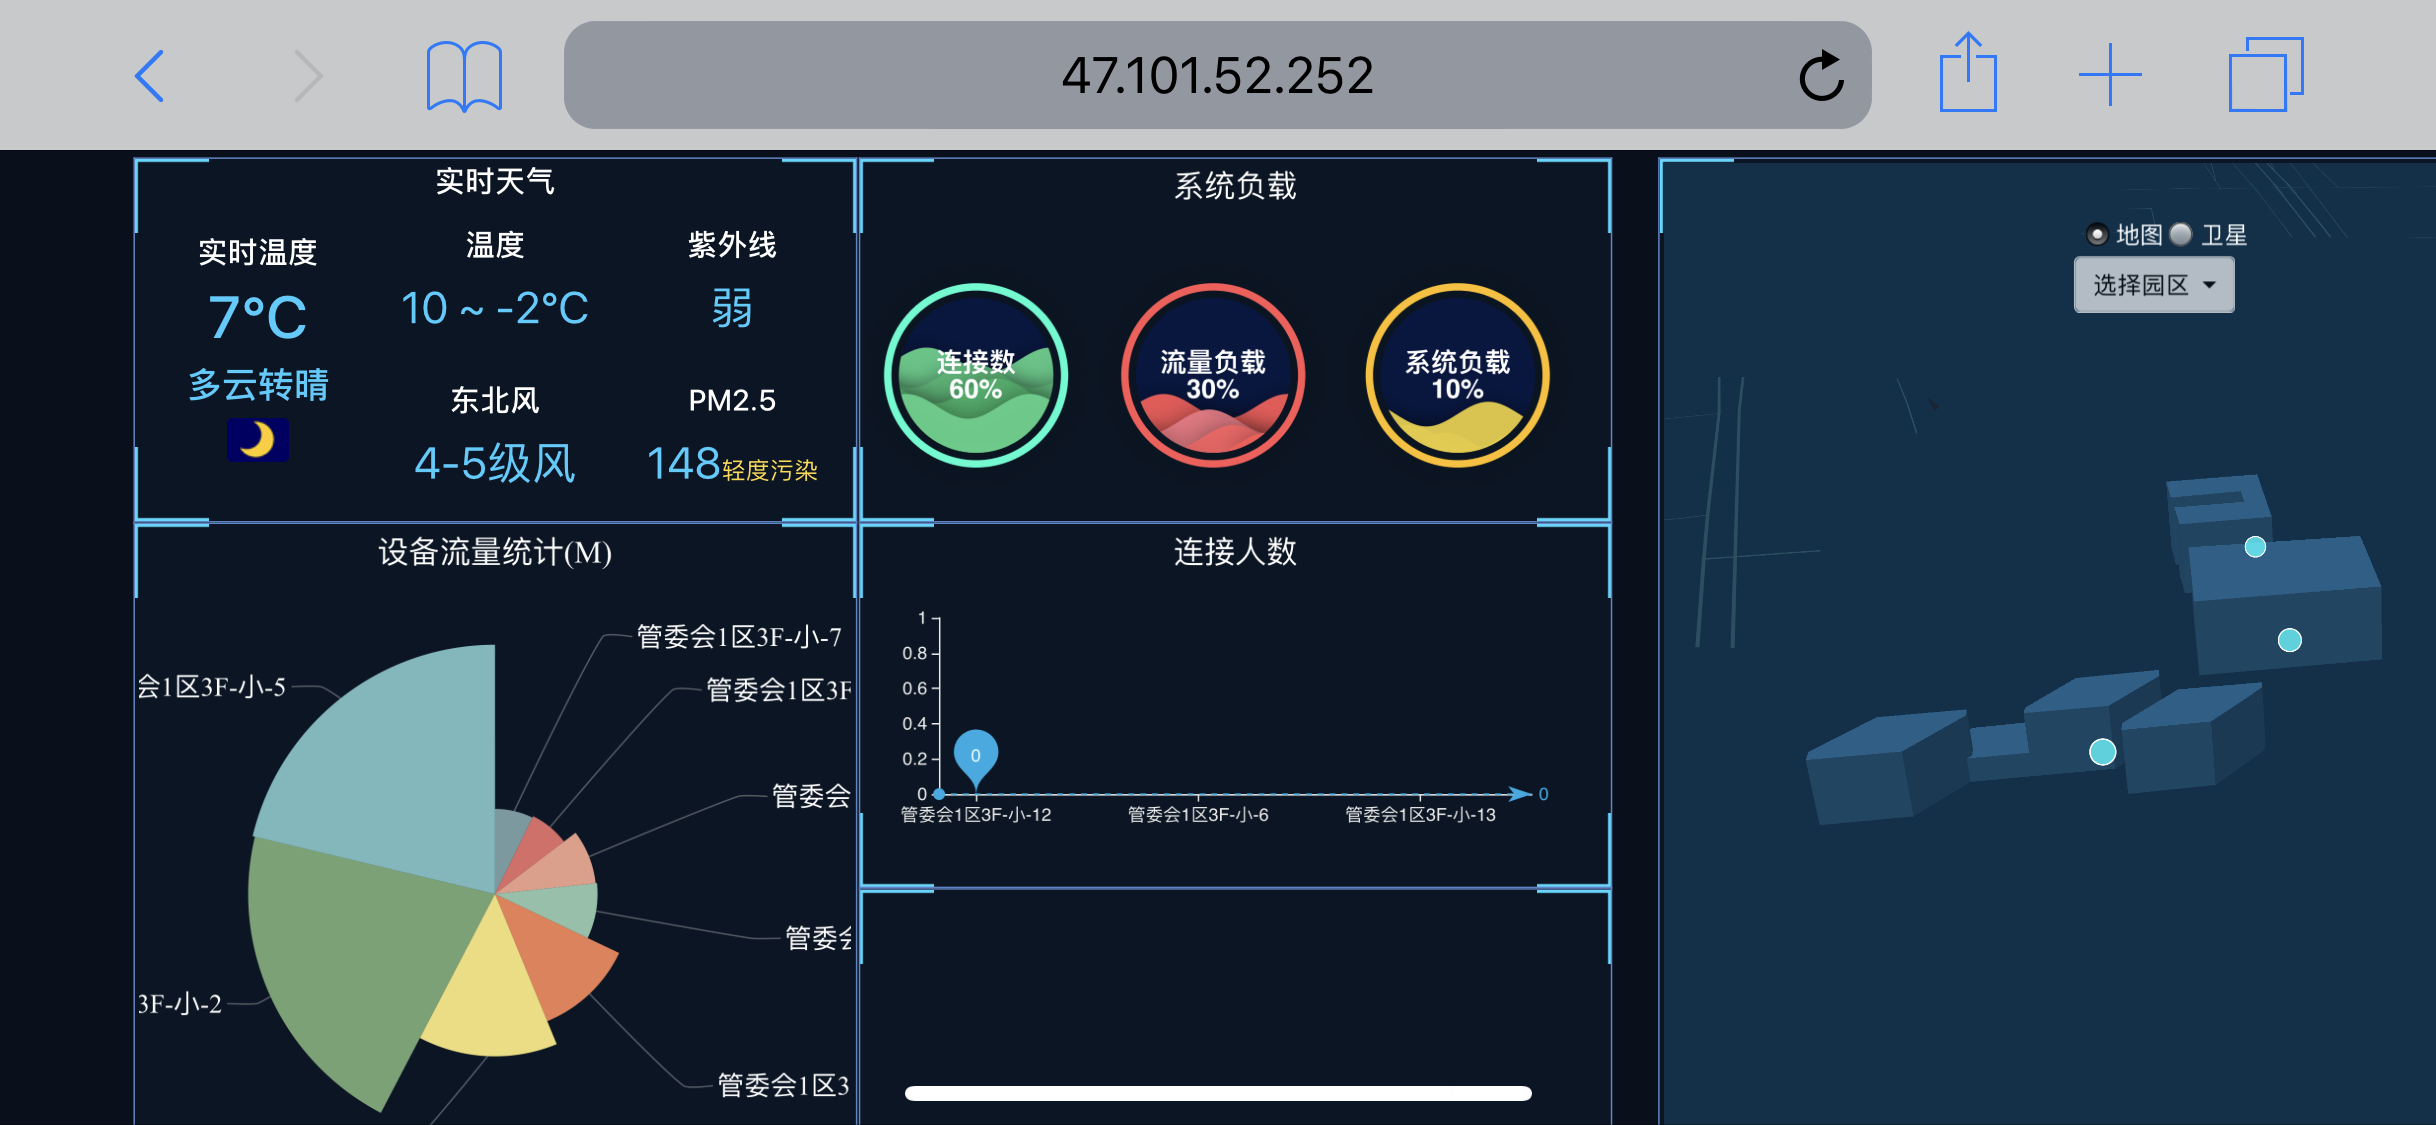 47.101.52.252
实时天气
实时温度
7°C
多云转晴
温度
10 ~ -2°C
紫外线
弱
东北风
4-5级风
PM2.5
148轻度污染
系统负载
连接数
60%
流量负载
30%
系统负载
10%
地图 卫星
选择园区
设备流量统计(M)
管委会1区3F-小-7
管委会1区3F
管委会
管委会
管委会1区3
会1区3F-小-5
3F-小-2
连接人数
1
0.8
0.6
0.4
0.2
0
0
0
管委会1区3F-小-12
管委会1区3F-小-6
管委会1区3F-小-13